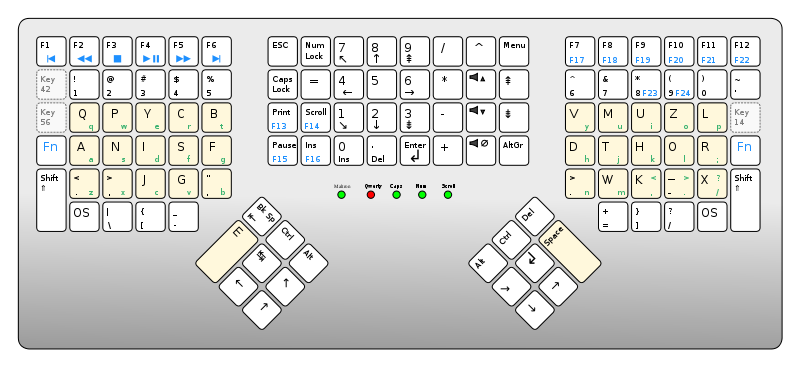 F1 F2 F3 F4 F5 F6 ESC Num Lock 7 8 9 / ^ Menu F7 F17 F8 F18 F9 F19 F10 F20 F11 F21 F12 F22
Key 42 ! 1 @ 2 # 3 $ 4 % 5 Caps Lock = 4 ← 5 6 → * ▲ ⇞ ^ 6 & 7 * 8 F23 ( 9 F24 ) 0 ~ '
Key 56 Q q P w Y e C r B t Print F13 Scroll F14 1 ↘ 2 ↓ 3 ⇟ - ▼ ⇟ V y M u U i Z o L p Key 14
Fn A a N s I d S f F g Pause F15 Ins F16 0 Ins . Del Enter + AltGr D h T j H k O l R ; Fn
Shift ⇑ < . z > , x J c G v " , b Makros Qwerty Caps Num Scroll > . n W m K < , – - > . X ? / Shift ⇑
OS | \ { [ _ - + = } ] ? / OS
Bk Sp Del
E Ctrl Ctrl Space
Alt Alt
← ↑ → ↗
↗ ↘